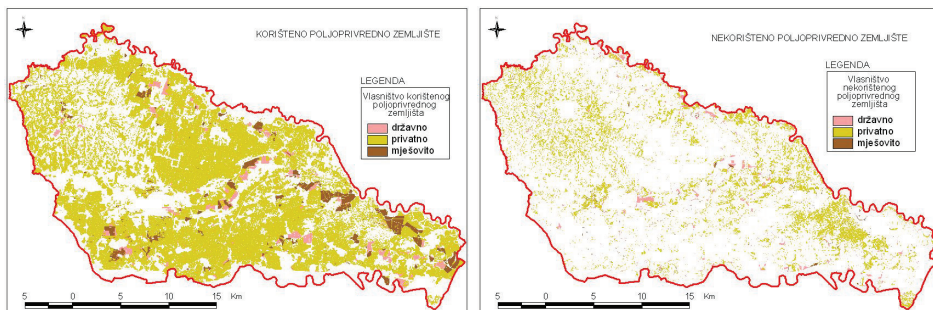 KORIŠTENO POLJOPRIVREDNO ZEMLJIŠTE
LEGENDA
Vlasništvo korištenog
poljoprivrednog
zemljišta
državno
privatno
mješovito
5 0 5 10 15 Km
NEKORIŠTENO POLJOPRIVREDNO ZEMLJIŠTE
LEGENDA
Vlasništvo
nekorištenog
poljoprivrednog
zemljišta
državno
privatno
mješovito
5 0 5 10 15 Km